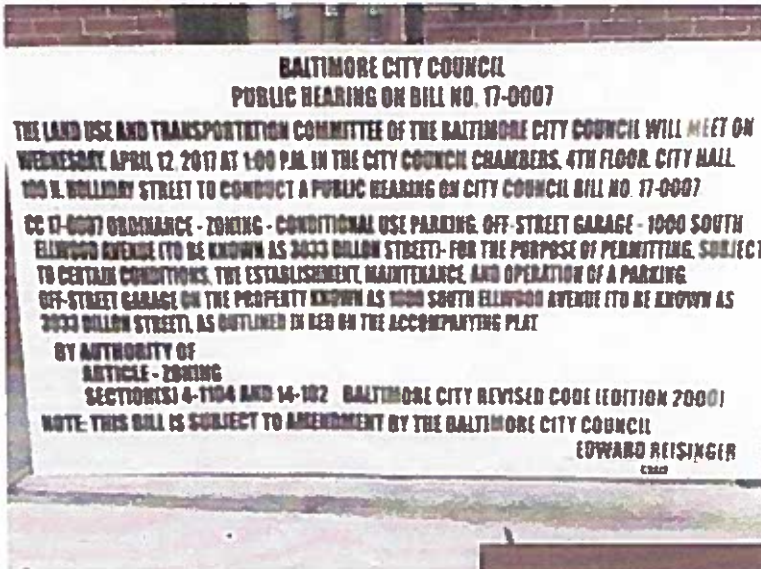 BALTIMORE CITY COUNCIL
PUBLIC HEARING ON BILL NO. 17-0007
THE LAND USE AND TRANSPORTATION COMMITTEE OF THE BALTIMORE CITY COUNCIL WILL MEET ON
WEDNESDAY, APRIL 12, 2017 AT 1:00 P.M. IN THE CITY COUNCIL CHAMBERS, 4TH FLOOR, CITY HALL,
100 N. HOLLIDAY STREET TO CONDUCT A PUBLIC HEARING ON CITY COUNCIL BILL NO. 17-0007
CC 17-0007 ORDINANCE - ZONING - CONDITIONAL USE PARKING, OFF-STREET GARAGE - 1000 SOUTH
ELLWOOD AVENUE (TO BE KNOWN AS 3033 DILLON STREET)- FOR THE PURPOSE OF PERMITTING, SUBJECT
TO CERTAIN CONDITIONS, THE ESTABLISHMENT, MAINTENANCE, AND OPERATION OF A PARKING,
OFF-STREET GARAGE ON THE PROPERTY KNOWN AS 1000 SOUTH ELLWOOD AVENUE (TO BE KNOWN AS
3033 DILLON STREET), AS OUTLINED IN RED ON THE ACCOMPANYING PLAT
BY AUTHORITY OF
ARTICLE - ZONING
SECTION(S) 4-1104 AND 14-102 BALTIMORE CITY REVISED CODE (EDITION 2000)
NOTE: THIS BILL IS SUBJECT TO AMENDMENT BY THE BALTIMORE CITY COUNCIL
EDWARD REISINGER